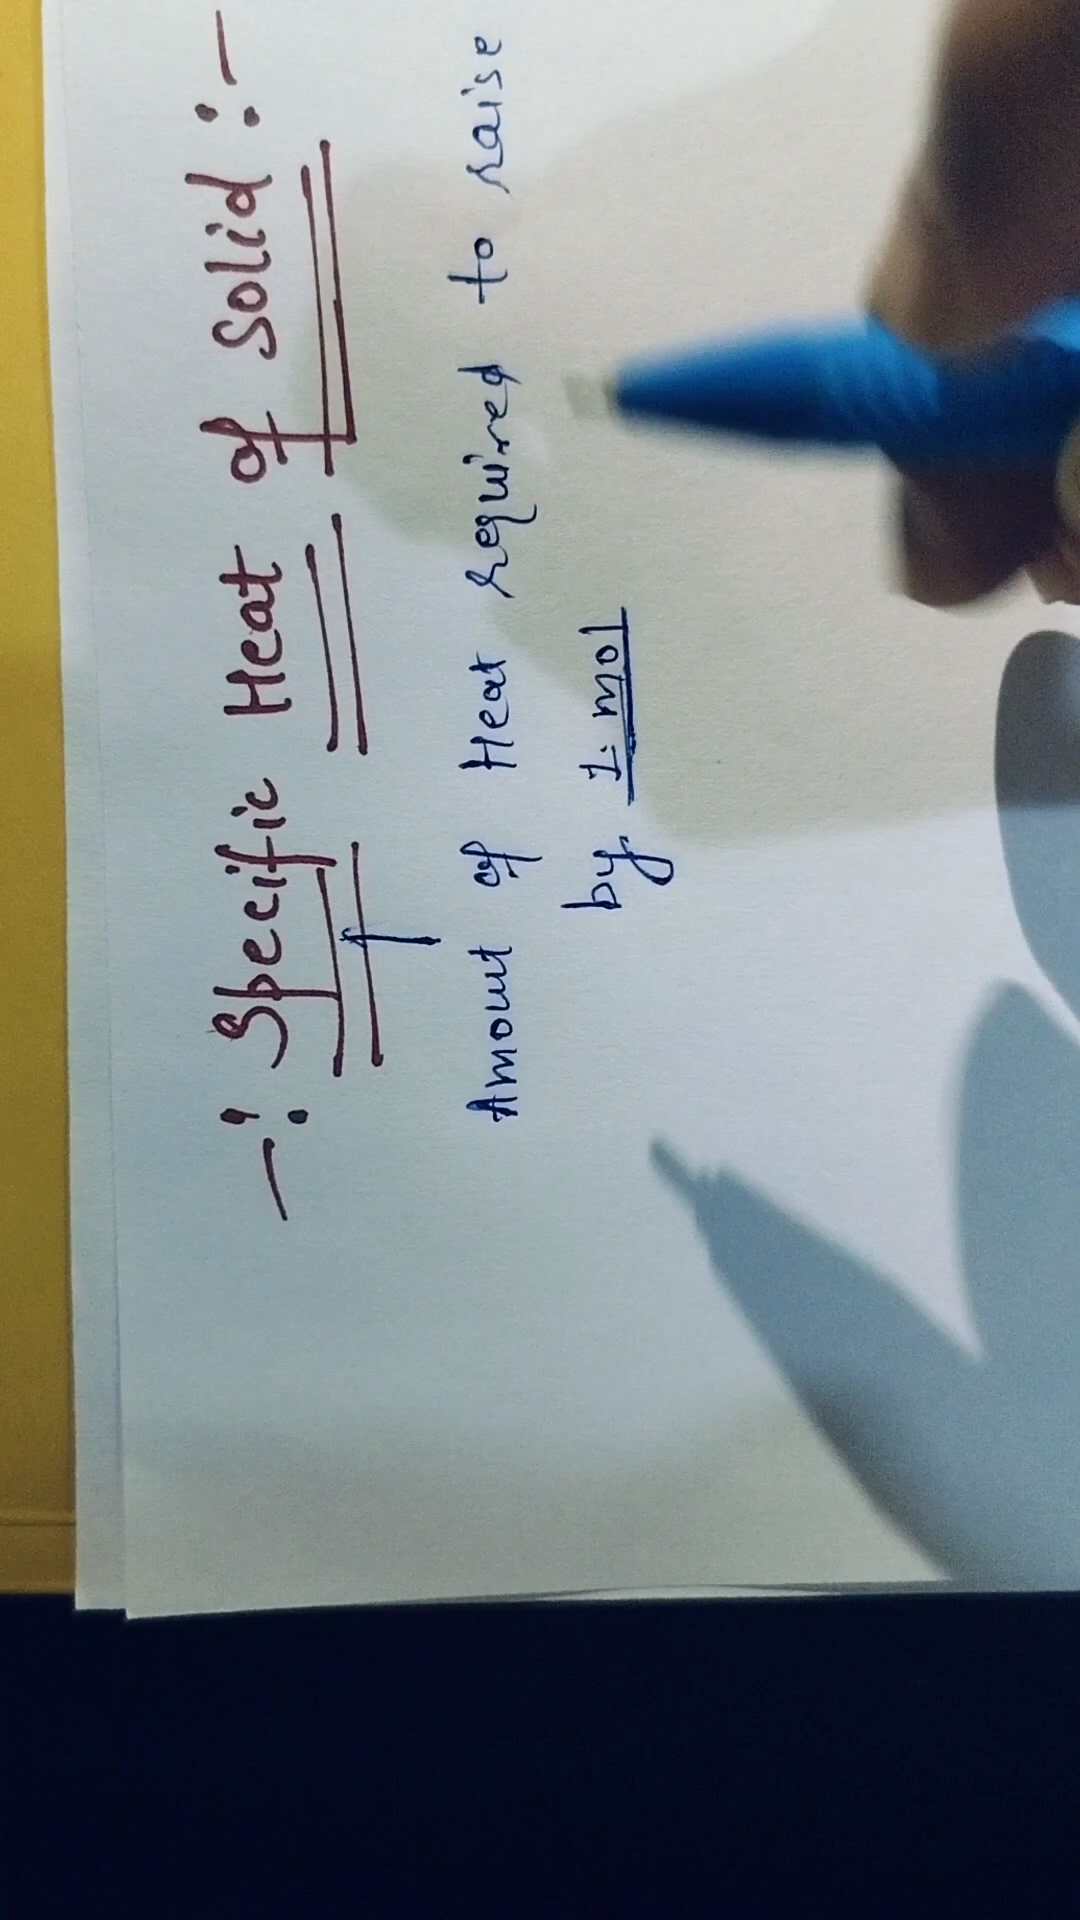 -: Specific Heat of Solid :-
Amount of Heat required to raise
by. 1. mol